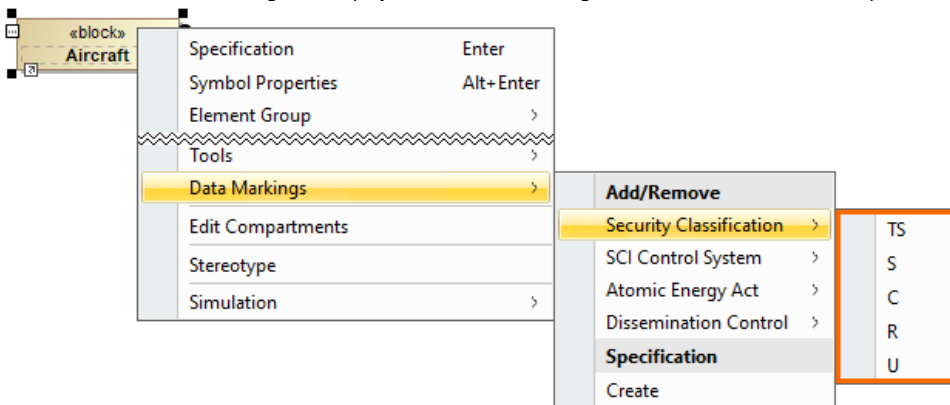 «block»
Aircraft
Specification Enter
Symbol Properties Alt+Enter
Element Group >
Tools >
Data Markings >
Edit Compartments
Stereotype
Simulation >
Add/Remove
Security Classification >
SCI Control System >
Atomic Energy Act >
Dissemination Control >
Specification
Create
TS
S
C
R
U